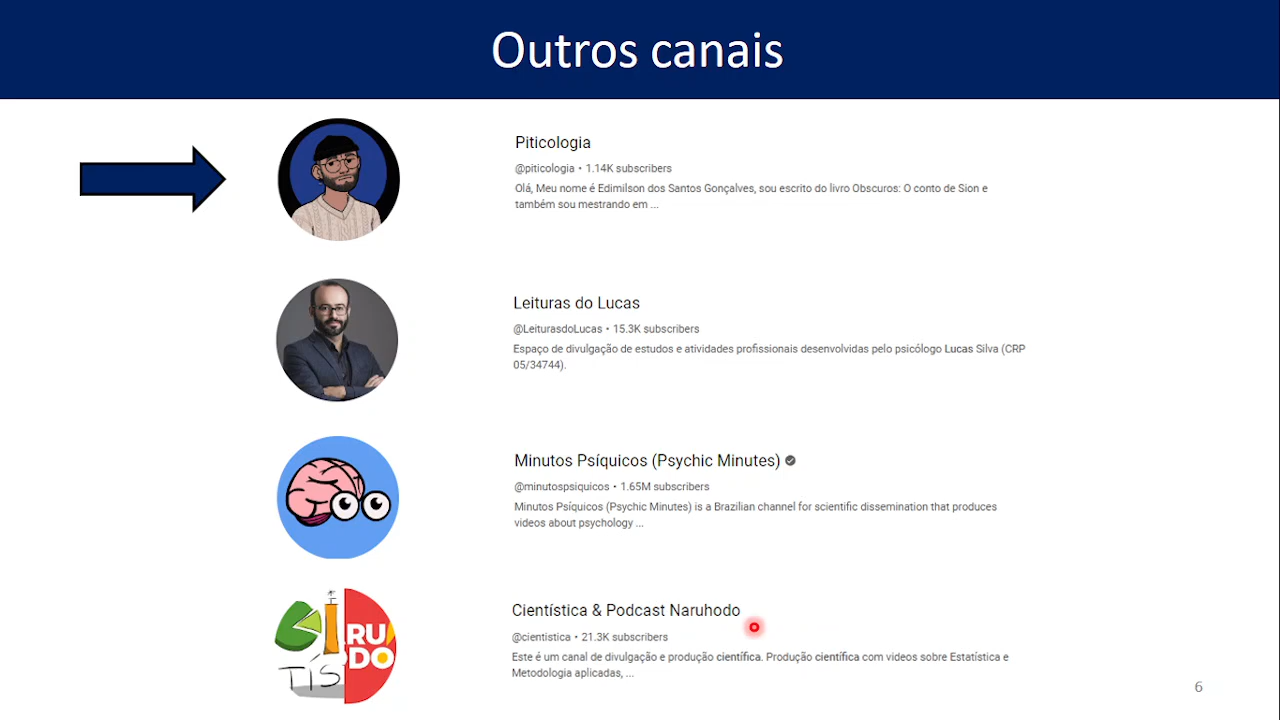 Outros canais
Piticologia
@piticologia • 1.14K subscribers
Olá, Meu nome é Edimilson dos Santos Gonçalves, sou escrito do livro Obscuros: O conto de Sion e
também sou mestrando em ...
Leituras do Lucas
@LeiturasdoLucas • 15.3K subscribers
Espaço de divulgação de estudos e atividades profissionais desenvolvidas pelo psicólogo Lucas Silva (CRP
05/34744).
Minutos Psíquicos (Psychic Minutes)
@minutospsiquicos • 1.65M subscribers
Minutos Psíquicos (Psychic Minutes) is a Brazilian channel for scientific dissemination that produces
videos about psychology ...
Cientística & Podcast Naruhodo
@cientistica • 21.3K subscribers
Este é um canal de divulgação e produção científica. Produção científica com videos sobre Estatística e
Metodologia aplicadas, ...
RU
DO
TÍS
6